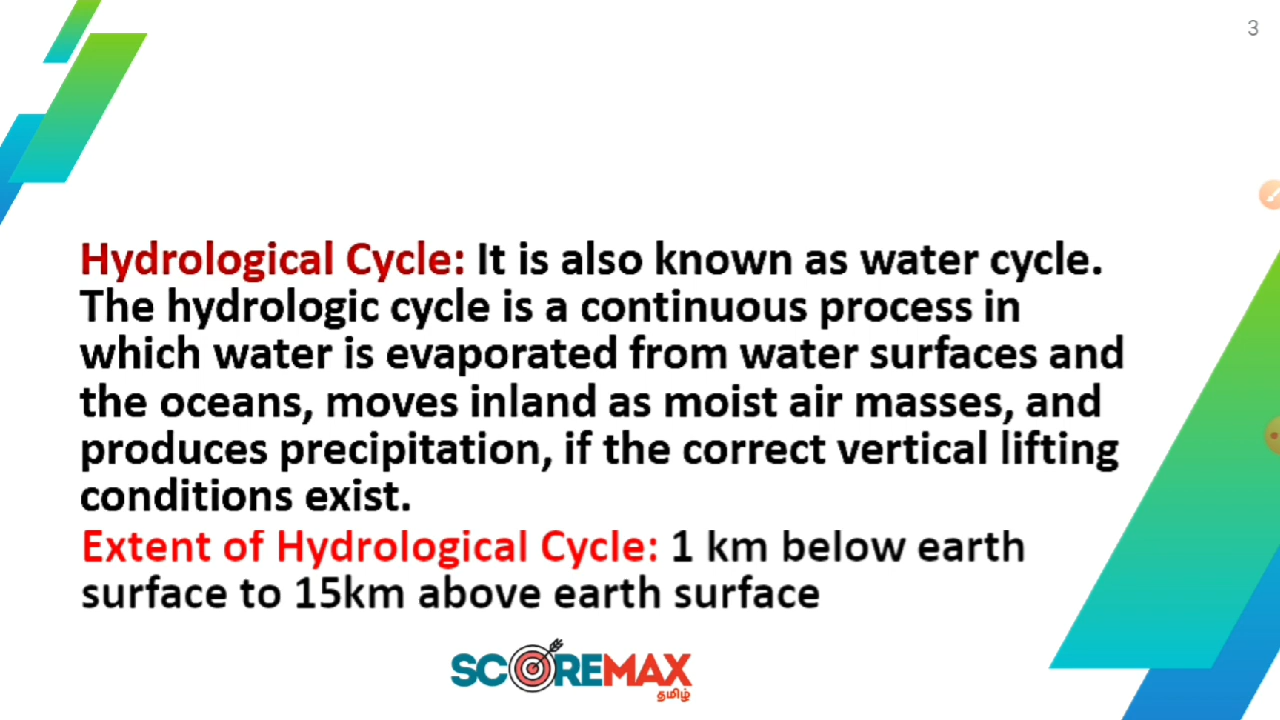 3
Hydrological Cycle: It is also known as water cycle.
The hydrologic cycle is a continuous process in
which water is evaporated from water surfaces and
the oceans, moves inland as moist air masses, and
produces precipitation, if the correct vertical lifting
conditions exist.
Extent of Hydrological Cycle: 1 km below earth
surface to 15km above earth surface
SCOREMAX
தமிழ்